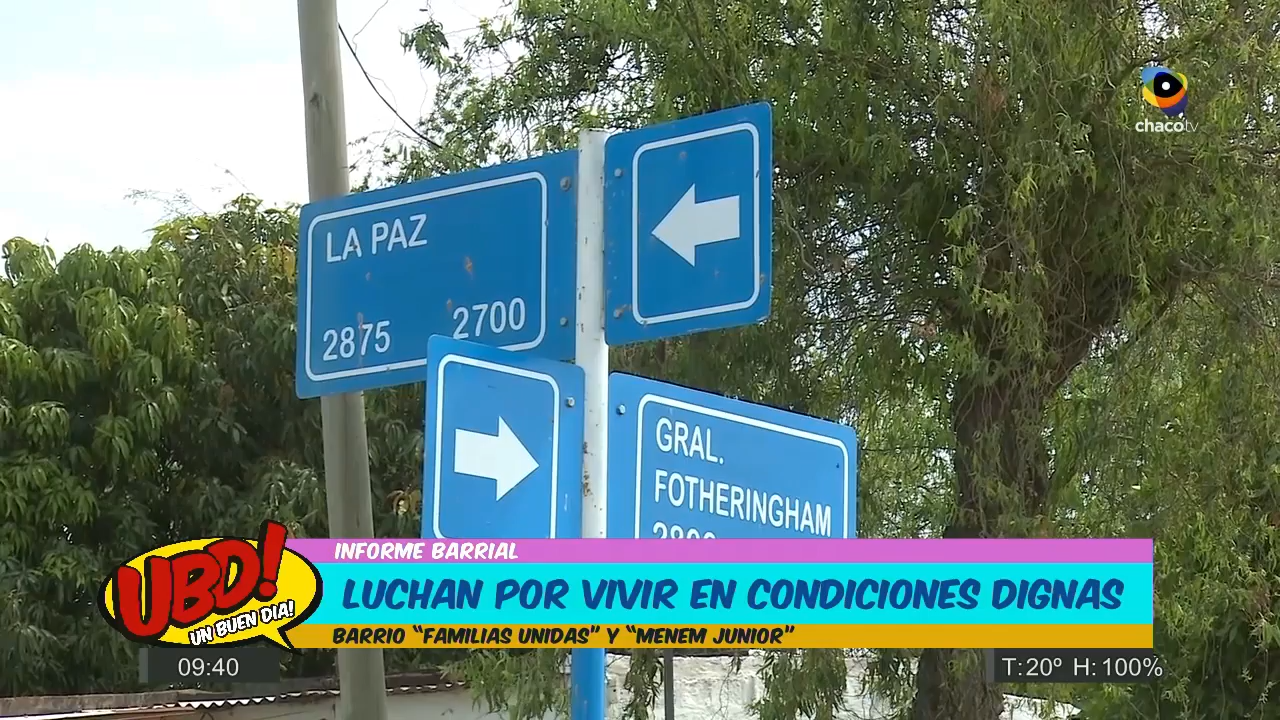 chacotv
LA PAZ
2875 2700
GRAL.
FOTHERINGHAM
INFORME BARRIAL
LUCHAN POR VIVIR EN CONDICIONES DIGNAS
BARRIO “FAMILIAS UNIDAS” Y “MENEM JUNIOR”
UBD!
UN BUEN DIA!
09:40
T:20º H:100%